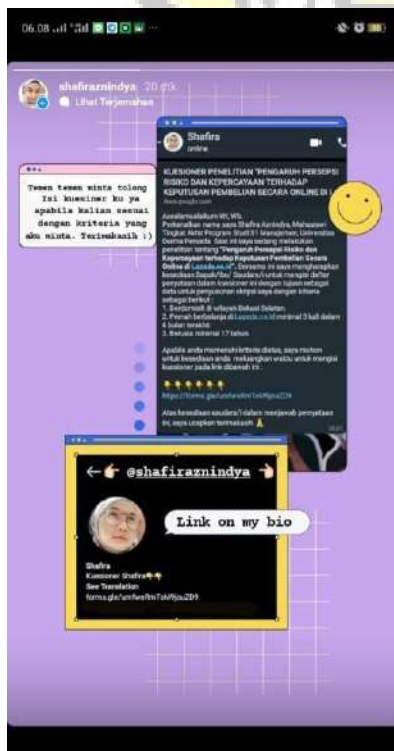 06.08
shafiraznindya 20 dtk
Lihat Terjemahan
Shafira
online
Temen temen minta tolong
Isi kuesiner ku ya
apabila kalian sesuai
dengan kriteria yang
aku minta. Terimakasih :)
KUESIONER PENELITIAN "PENGARUH PERSEPSI
RISIKO DAN KEPERCAYAAN TERHADAP
KEPUTUSAN PEMBELIAN SECARA ONLINE DI L
docs.google.com
Assalamualaikum Wr, Wb
Perkenalkan nama saya Shafira Aznindra, Mahasiswi
Tingkat Akhir Program Studi S1 Manajemen, Universitas
Darma Persada. Saat ini saya sedang melakukan
penelitian tentang "Pengaruh Persepsi Risiko dan
Kepercayaan terhadap Keputusan Pembelian Secara
Online di Lazada.co.id". Bersama ini saya mengharapkan
kesediaan Bapak/Ibu/ Saudara/i untuk mengisi daftar
pernyataan dalam kuesioner ini dengan tujuan sebagai
data untuk penyusunan skripsi saya dengan kriteria
sebagai berikut :
1. Berdomisili di wilayah Bekasi Selatan.
2. Pernah berbelanja di Lazada.co.id minimal 3 kali dalam
6 bulan terakhir.
3. Berusia minimal 17 tahun.
Apabila anda memenuhi kriteria diatas, saya mohon
untuk kesediaan anda meluangkan waktu untuk mengisi
kuesioner pada link dibawah ini :
Atas kesediaan saudara/i dalam menjawab pernyataan
ini, saya ucapkan terimakasih
@shafiraznindya
Link on my bio
Shafira
Kuesioner Shafira
See Translation